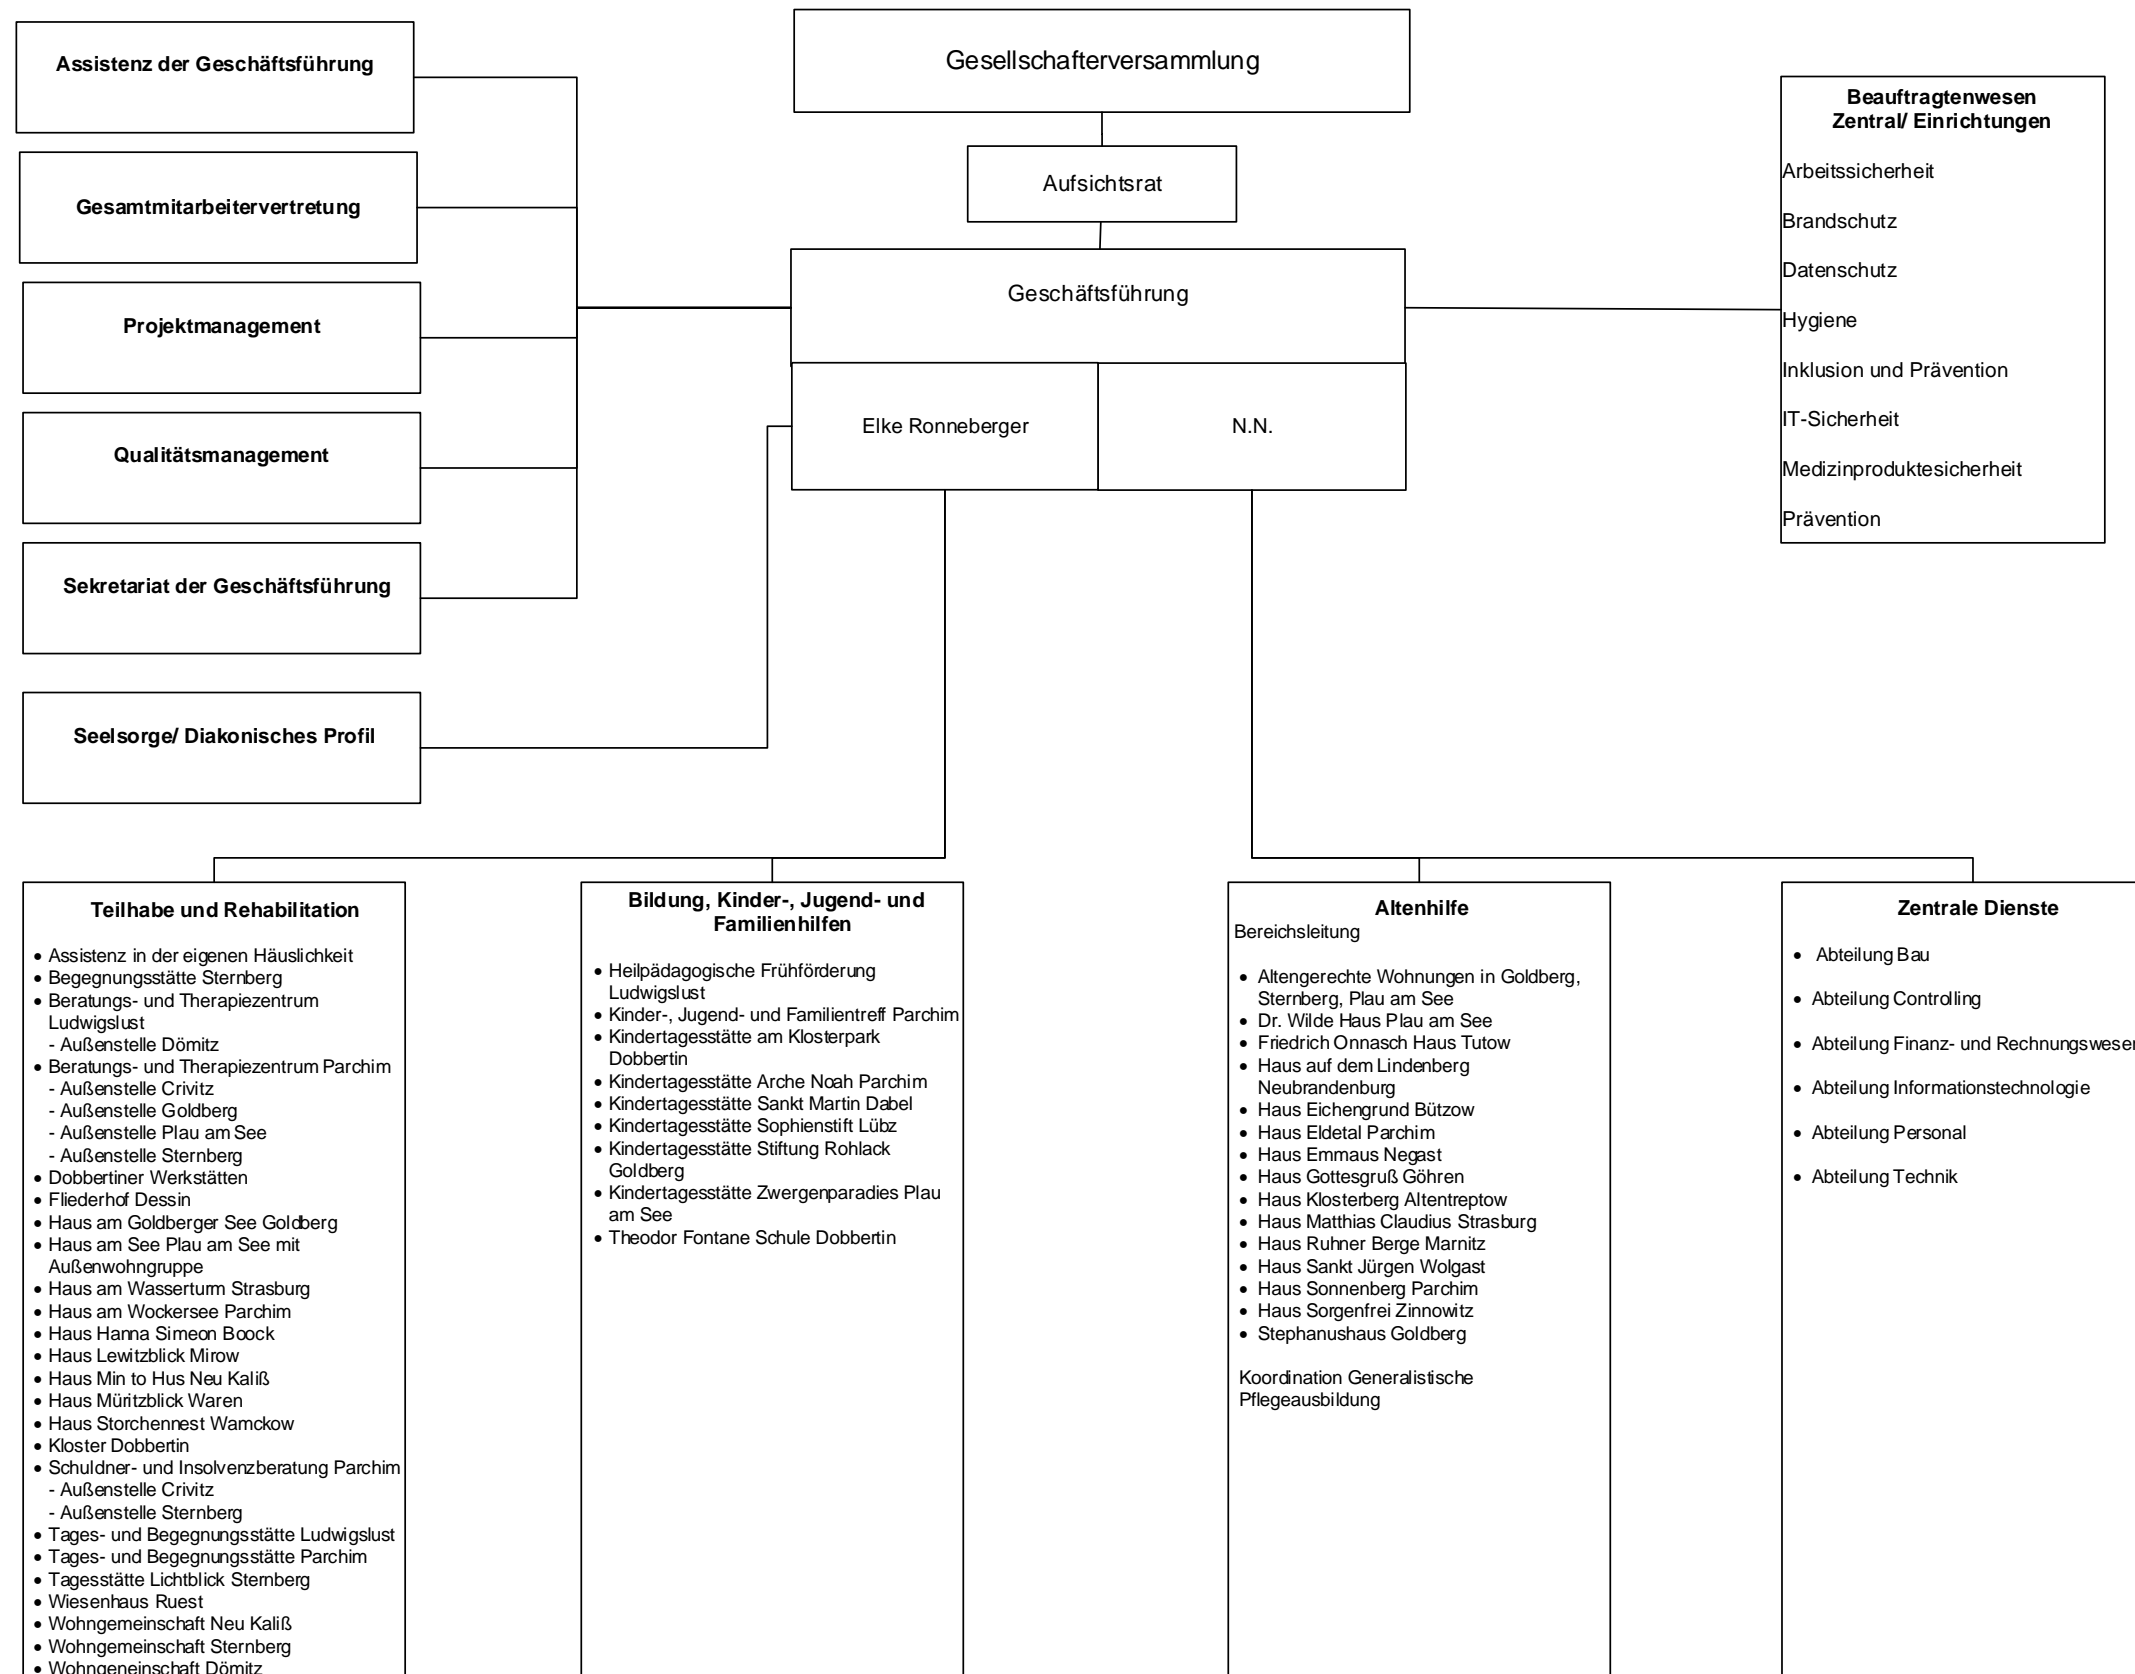 Assistenz der Geschäftsführung
Gesamtmitarbeitervertretung
Projektmanagement
Qualitätsmanagement
Sekretariat der Geschäftsführung
Seelsorge/ Diakonisches Profil
Gesellschafterversammlung
Aufsichtsrat
Geschäftsführung
Elke Ronneberger
N.N.
Beauftragtenwesen
Zentral/ Einrichtungen
Arbeitssicherheit
Brandschutz
Datenschutz
Hygiene
Inklusion und Prävention
IT-Sicherheit
Medizinproduktesicherheit
Prävention
Teilhabe und Rehabilitation
• Assistenz in der eigenen Häuslichkeit
• Begegnungsstätte Sternberg
• Beratungs- und Therapiezentrum
Ludwigslust
- Außenstelle Dömitz
• Beratungs- und Therapiezentrum Parchim
- Außenstelle Crivitz
- Außenstelle Goldberg
- Außenstelle Plau am See
- Außenstelle Sternberg
• Dobbertiner Werkstätten
• Fliederhof Dessin
• Haus am Goldberger See Goldberg
• Haus am See Plau am See mit
Außenwohngruppe
• Haus am Wasserturm Strasburg
• Haus am Wockersee Parchim
• Haus Hanna Simeon Boock
• Haus Lewitzblick Mirow
• Haus Min to Hus Neu Kaliß
• Haus Müritzblick Waren
• Haus Storchennest Wamckow
• Kloster Dobbertin
• Schuldner- und Insolvenzberatung Parchim
- Außenstelle Crivitz
- Außenstelle Sternberg
• Tages- und Begegnungsstätte Ludwigslust
• Tages- und Begegnungsstätte Parchim
• Tagesstätte Lichtblick Sternberg
• Wiesenhaus Ruest
• Wohngemeinschaft Neu Kaliß
• Wohngemeinschaft Sternberg
• Wohngeneinschaft Dömitz
Bildung, Kinder-, Jugend- und
Familienhilfen
• Heilpädagogische Frühförderung
Ludwigslust
• Kinder-, Jugend- und Familientreff Parchim
• Kindertagesstätte am Klosterpark
Dobbertin
• Kindertagesstätte Arche Noah Parchim
• Kindertagesstätte Sankt Martin Dabel
• Kindertagesstätte Sophienstift Lübz
• Kindertagesstätte Stiftung Rohlack
Goldberg
• Kindertagesstätte Zwergenparadies Plau
am See
• Theodor Fontane Schule Dobbertin
Altenhilfe
Bereichsleitung
• Altengerechte Wohnungen in Goldberg,
Sternberg, Plau am See
• Dr. Wilde Haus Plau am See
• Friedrich Onnasch Haus Tutow
• Haus auf dem Lindenberg
Neubrandenburg
• Haus Eichengrund Bützow
• Haus Eldetal Parchim
• Haus Emmaus Negast
• Haus Gottesgruß Göhren
• Haus Klosterberg Altentreptow
• Haus Matthias Claudius Strasburg
• Haus Ruhner Berge Marnitz
• Haus Sankt Jürgen Wolgast
• Haus Sonnenberg Parchim
• Haus Sorgenfrei Zinnowitz
• Stephanushaus Goldberg
Koordination Generalistische
Pflegeausbildung
Zentrale Dienste
• Abteilung Bau
• Abteilung Controlling
• Abteilung Finanz- und Rechnungswesen
• Abteilung Informationstechnologie
• Abteilung Personal
• Abteilung Technik